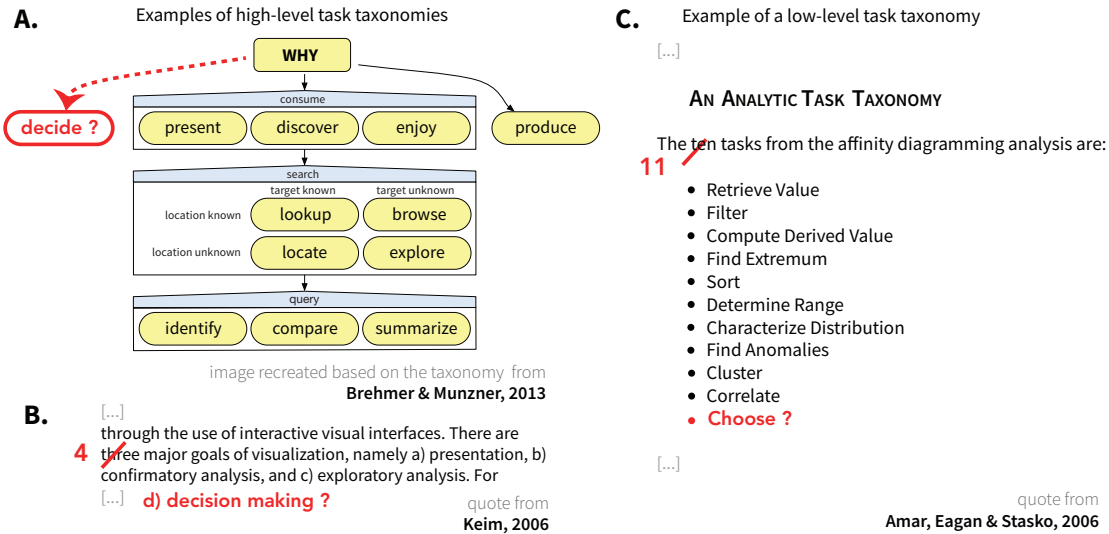 A.
Examples of high-level task taxonomies
WHY
decide ?
consume
present discover enjoy
produce
search
target known target unknown
location known lookup browse
location unknown locate explore
query
identify compare summarize
image recreated based on the taxonomy from
Brehmer & Munzner, 2013
B.
[...]
through the use of interactive visual interfaces. There are
4 three major goals of visualization, namely a) presentation, b)
confirmatory analysis, and c) exploratory analysis. For
[...] d) decision making ?
quote from
Keim, 2006
C.
Example of a low-level task taxonomy
[...]
AN ANALYTIC TASK TAXONOMY
The ten tasks from the affinity diagramming analysis are:
11
• Retrieve Value
• Filter
• Compute Derived Value
• Find Extremum
• Sort
• Determine Range
• Characterize Distribution
• Find Anomalies
• Cluster
• Correlate
• Choose ?
[...]
quote from
Amar, Eagan & Stasko, 2006